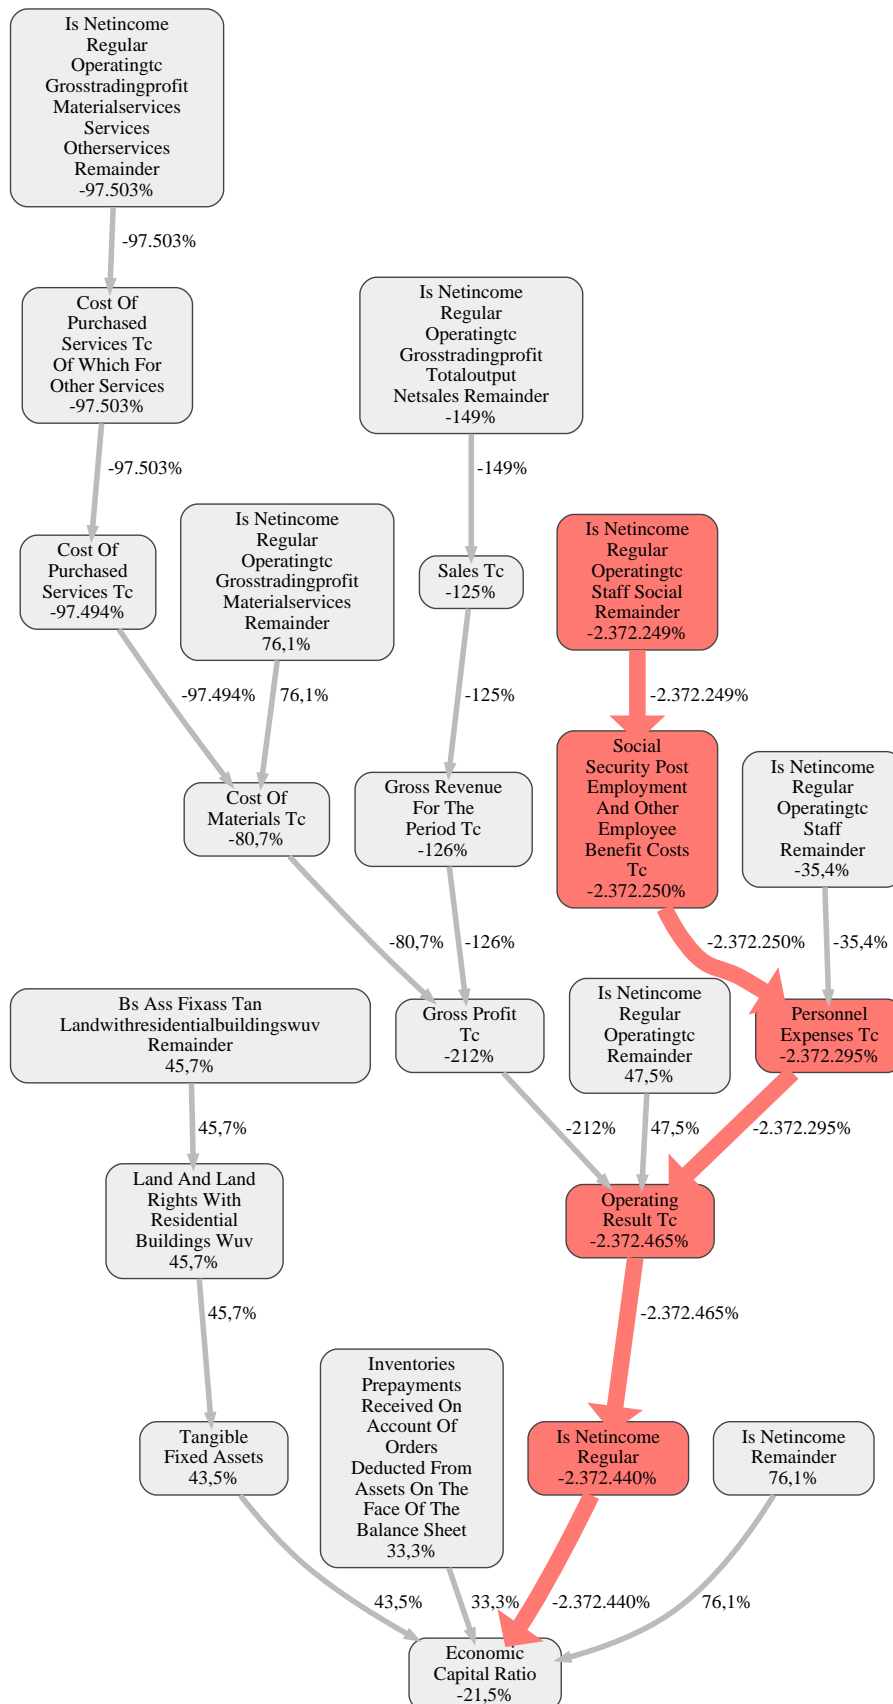 Is Netincome
Regular
Operatingtc
Grosstradingprofit
Materialservices
Services
Otherservices
Remainder
-97.503%
-97.503%
Cost Of
Purchased
Services Tc
Of Which For
Other Services
-97.503%
Is Netincome
Regular
Operatingtc
Grosstradingprofit
Totaloutput
Netsales Remainder
-149%
-97.503%
-149%
Cost Of
Purchased
Services Tc
-97.494%
Is Netincome
Regular
Operatingtc
Grosstradingprofit
Materialservices
Remainder
76,1%
Sales Tc
-125%
Is Netincome
Regular
Operatingtc
Staff Social
Remainder
-2.372.249%
-97.494%
76,1%
-125%
-2.372.249%
Cost Of
Materials Tc
-80,7%
Gross Revenue
For The
Period Tc
-126%
Social
Security Post
Employment
And Other
Employee
Benefit Costs
Tc
-2.372.250%
Is Netincome
Regular
Operatingtc
Staff
Remainder
-35,4%
-80,7%
-126%
-2.372.250%
-35,4%
Bs Ass Fixass Tan
Landwithresidentialbuildingswuv
Remainder
45,7%
Gross Profit
Tc
-212%
Is Netincome
Regular
Operatingtc
Remainder
47,5%
Personnel
Expenses Tc
-2.372.295%
45,7%
-212%
47,5%
-2.372.295%
Land And Land
Rights With
Residential
Buildings Wuv
45,7%
Operating
Result Tc
-2.372.465%
45,7%
-2.372.465%
Tangible
Fixed Assets
43,5%
Inventories
Prepayments
Received On
Account Of
Orders
Deducted From
Assets On The
Face Of The
Balance Sheet
33,3%
Is Netincome
Regular
-2.372.440%
Is Netincome
Remainder
76,1%
43,5%
33,3%
-2.372.440%
76,1%
Economic
Capital Ratio
-21,5%